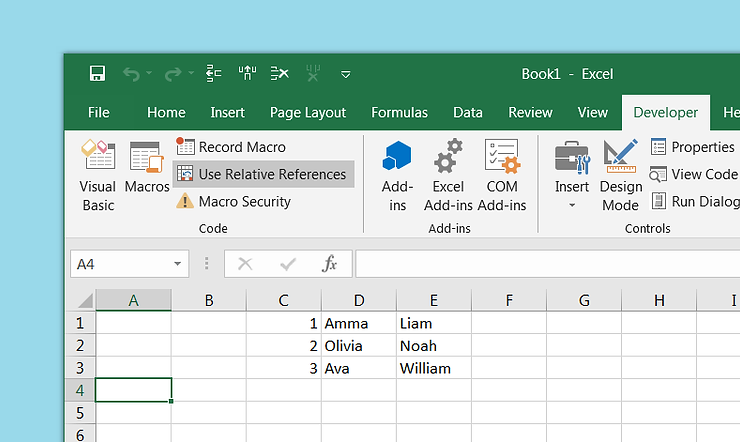 Book1 - Excel
File Home Insert Page Layout Formulas Data Review View Developer He
Record Macro
Use Relative References
Macro Security
Visual Basic
Macros
Code
Add-ins
Excel Add-ins
COM Add-ins
Add-ins
Insert
Design Mode
Properties
View Code
Run Dialog
Controls
A4
fx
A B C D E F G H I
1 1 Amma Liam
2 2 Olivia Noah
3 3 Ava William
4
5
6